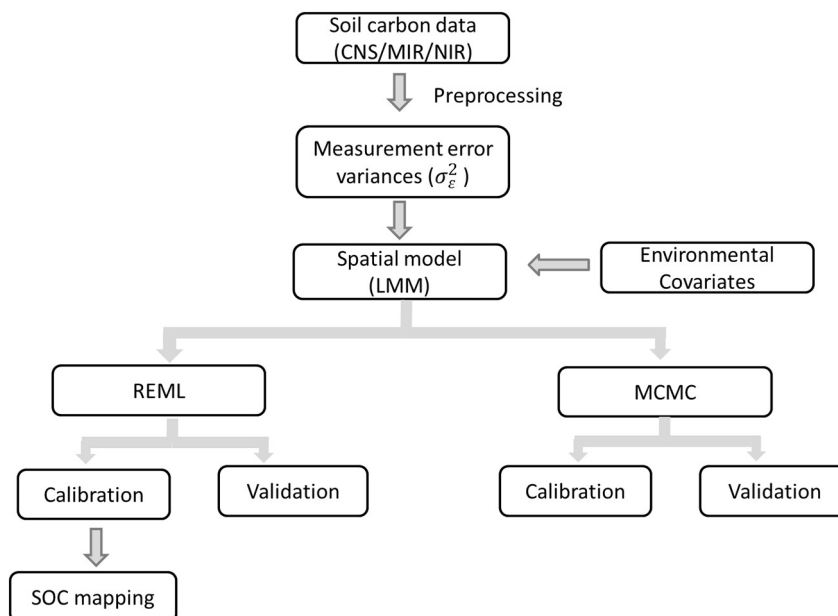 Soil carbon data
(CNS/MIR/NIR)
Preprocessing
Measurement error
variances (σ²ε )
Spatial model
(LMM)
Environmental
Covariates
REML
MCMC
Calibration
Validation
Calibration
Validation
SOC mapping